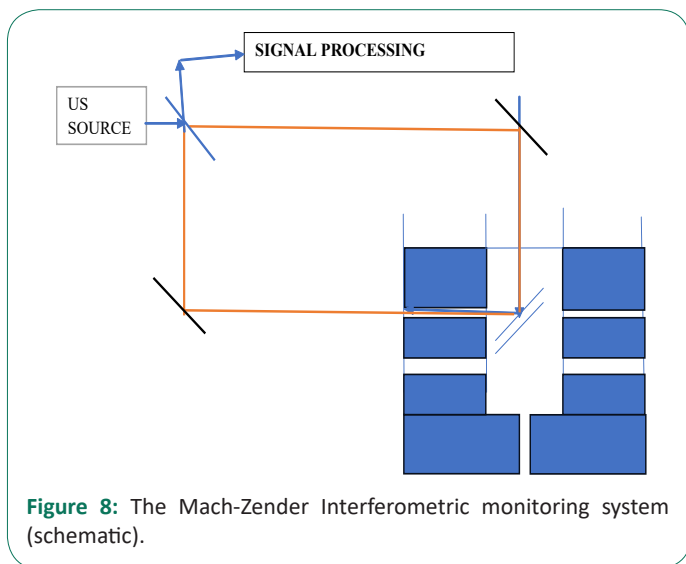 SIGNAL PROCESSING
US
SOURCE
Figure 8: The Mach-Zender Interferometric monitoring system
(schematic).